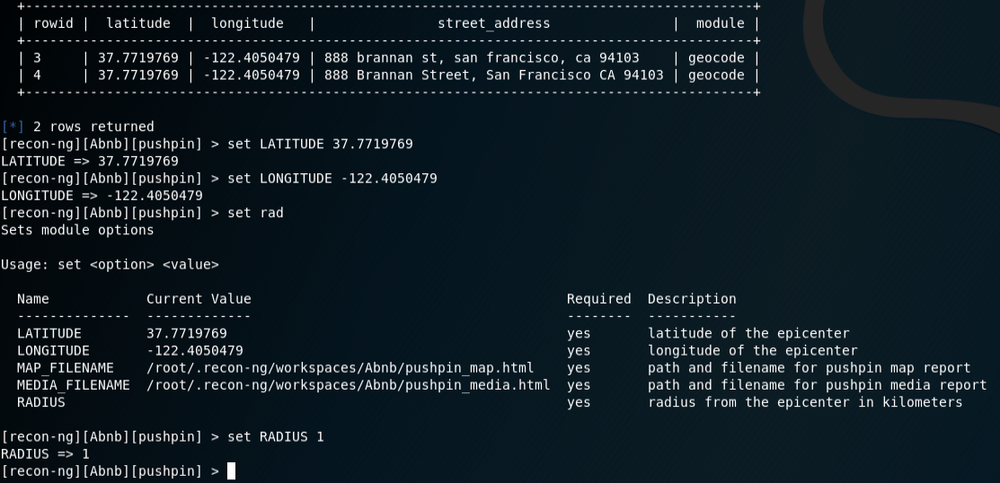 +------------------------------------------------------------------------------------------+
| rowid |  latitude  |  longitude   |               street_address               |  module |
+------------------------------------------------------------------------------------------+
| 3     | 37.7719769 | -122.4050479 | 888 brannan st, san francisco, ca 94103    | geocode |
| 4     | 37.7719769 | -122.4050479 | 888 Brannan Street, San Francisco CA 94103 | geocode |
+------------------------------------------------------------------------------------------+
[*] 2 rows returned
[recon-ng][Abnb][pushpin] > set LATITUDE 37.7719769
LATITUDE => 37.7719769
[recon-ng][Abnb][pushpin] > set LONGITUDE -122.4050479
LONGITUDE => -122.4050479
[recon-ng][Abnb][pushpin] > set rad
Sets module options
Usage: set <option> <value>
Name            Current Value                                       Required  Description
--------------  -------------                                       --------  -----------
LATITUDE        37.7719769                                          yes       latitude of the epicenter
LONGITUDE       -122.4050479                                        yes       longitude of the epicenter
MAP_FILENAME    /root/.recon-ng/workspaces/Abnb/pushpin_map.html    yes       path and filename for pushpin map report
MEDIA_FILENAME  /root/.recon-ng/workspaces/Abnb/pushpin_media.html  yes       path and filename for pushpin media report
RADIUS                                                              yes       radius from the epicenter in kilometers
[recon-ng][Abnb][pushpin] > set RADIUS 1
RADIUS => 1
[recon-ng][Abnb][pushpin] >